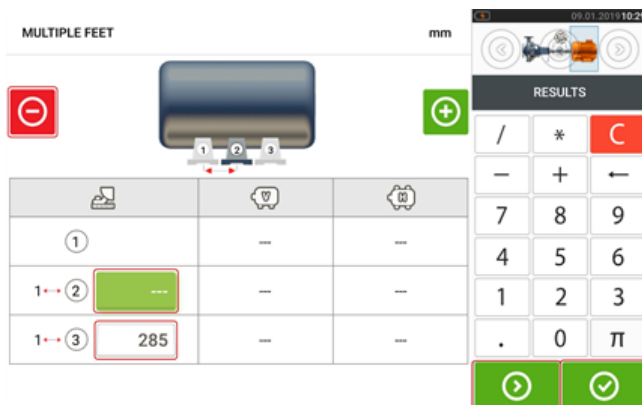 MULTIPLE FEET mm
09.01.2019 10:29
RESULTS
1 2 3
V H
1 --- ---
1↔2 --- --- ---
1↔3 285 --- ---
/ * C
− + ←
7 8 9
4 5 6
1 2 3
. 0 π